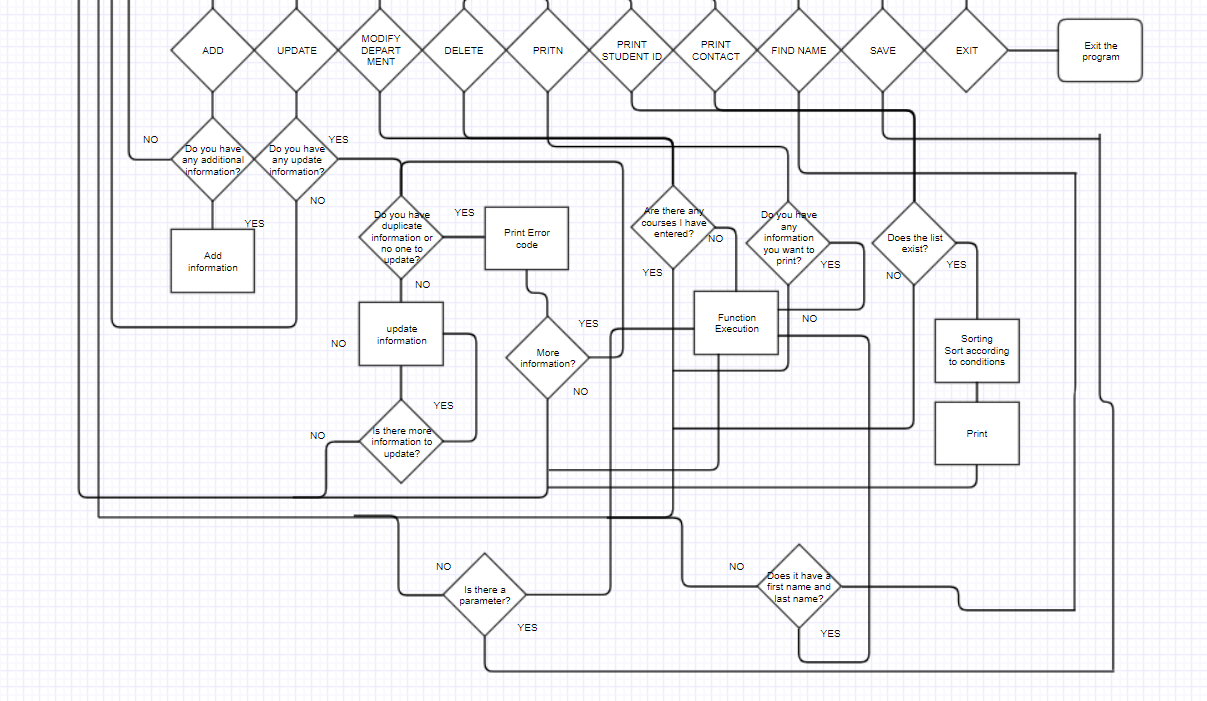 ADD
UPDATE
MODIFY
DEPART
MENT
DELETE
PRITN
PRINT
STUDENT ID
PRINT
CONTACT
FIND NAME
SAVE
EXIT
Exit the
program
NO
Do you have
any additional
information?
Do you have
any update
information?
YES
NO
YES
Add
information
Do you have
duplicate
information or
no one to
update?
YES
Print Error
code
NO
Are there any
courses I have
entered?
NO
YES
Do you have
any
information
you want to
print?
YES
NO
Does the list
exist?
NO
YES
update
information
NO
YES
More
information?
NO
Function
Execution
Sorting
Sort according
to conditions
YES
NO
Is there more
information to
update?
Print
NO
Is there a
parameter?
YES
NO
Does it have a
first name and
last name?
YES